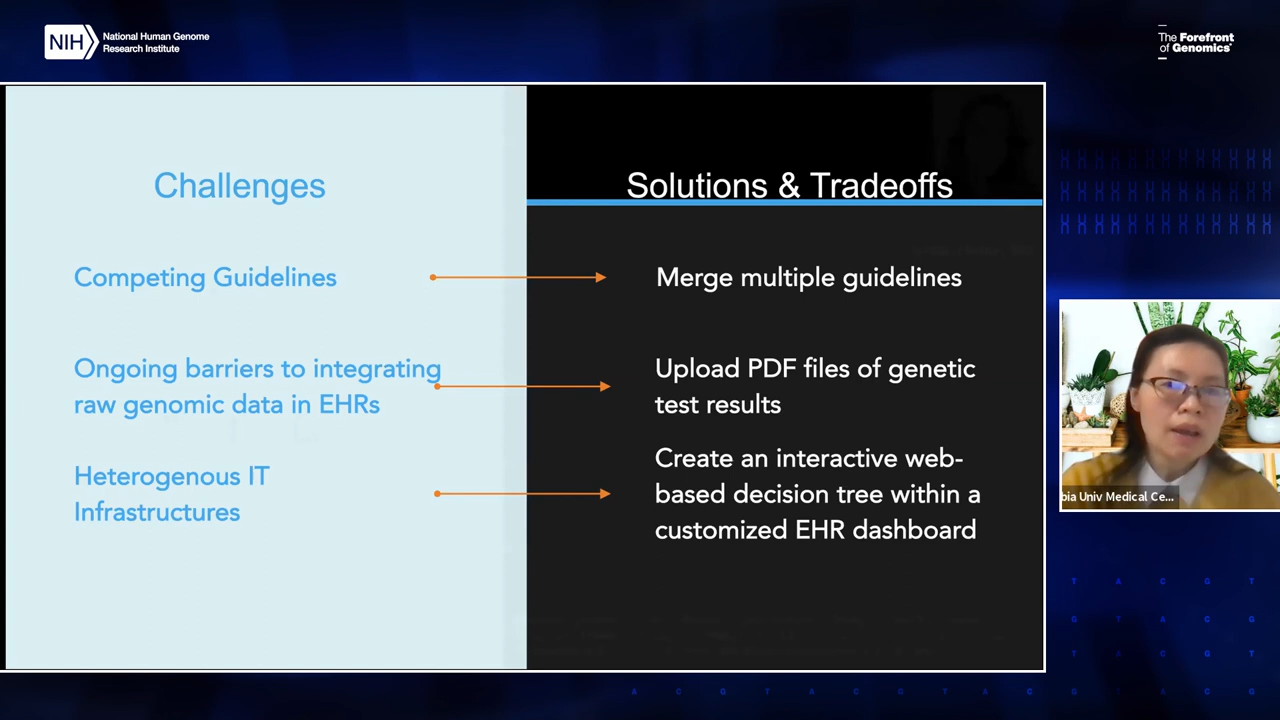 NIH
National Human Genome
Research Institute
The Forefront
of Genomics
Challenges
Solutions & Tradeoffs
Competing Guidelines
Merge multiple guidelines
Ongoing barriers to integrating
raw genomic data in EHRs
Upload PDF files of genetic
test results
Heterogenous IT
Infrastructures
Create an interactive web-
based decision tree within a
customized EHR dashboard
bia Univ Medical Ce...
T A C G T
G T A C G
T A C G T
A C G T A C G T A C G T A C G